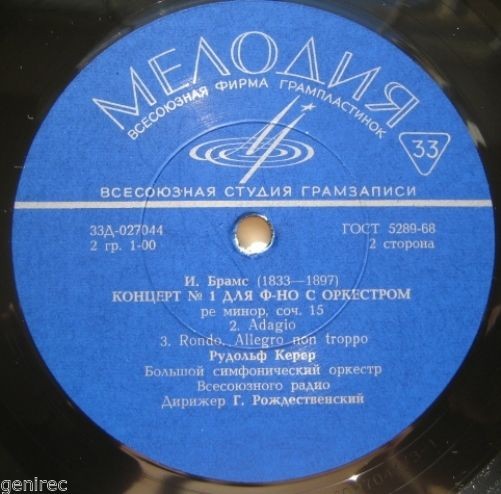 МЕЛОДИЯ
ВСЕСОЮЗНАЯ ФИРМА ГРАМПЛАСТИНОК
33
ВСЕСОЮЗНАЯ СТУДИЯ ГРАМЗАПИСИ
33Д-027044
ГОСТ 5289-68
2 гр. 1-00
2 сторона
И. Брамс (1833—1897)
КОНЦЕРТ № 1 ДЛЯ Ф-НО С ОРКЕСТРОМ
ре минор, соч. 15
2. Adagio
3. Rondo. Allegro non troppo
Рудольф Керер
Большой симфонический оркестр
Всесоюзного радио
Дирижер Г. Рождественский
genirec